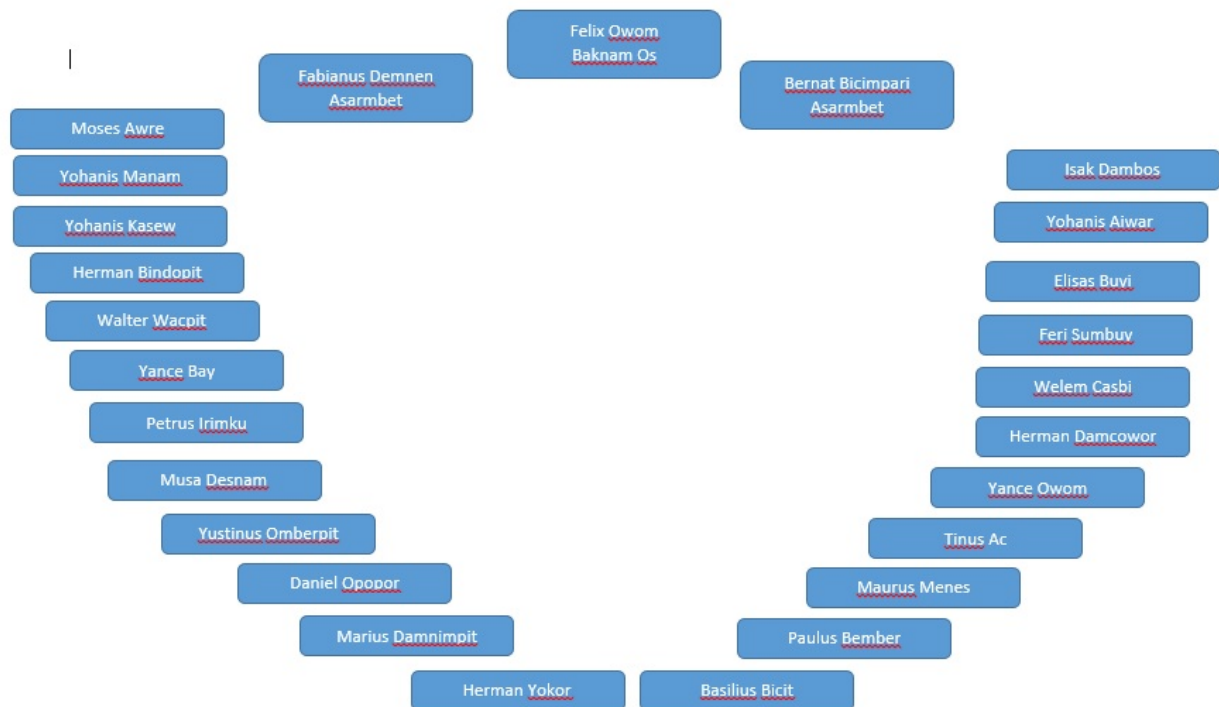 Felix Owom
Baknam Os
Fabianus Demnen
Asarmbet
Bernat Bicimpari
Asarmbet
Moses Awre
Yohanis Manam
Yohanis Kasew
Herman Bindopit
Walter Wacpit
Yance Bay
Petrus Irimku
Musa Desnam
Yustinus Omberpit
Daniel Opopor
Marius Damnimpit
Herman Yokor
Isak Dambos
Yohanis Aiwar
Elisas Buvi
Feri Sumbuv
Welem Casbi
Herman Damcowor
Yance Owom
Tinus Ac
Maurus Menes
Paulus Bember
Basilius Bicit